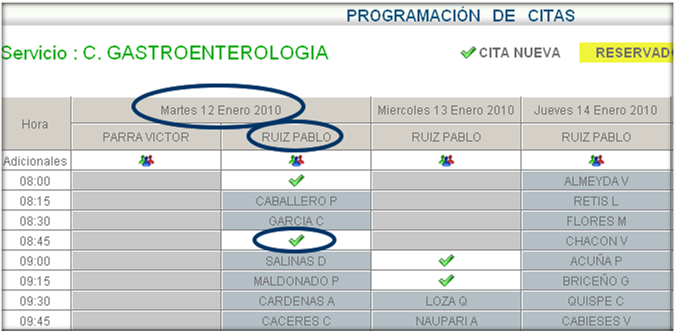 PROGRAMACIÓN DE CITAS
Servicio : C. GASTROENTEROLOGIA CITA NUEVA RESERVADO
Hora Martes 12 Enero 2010 Miercoles 13 Enero 2010 Jueves 14 Enero 2010
PARRA VICTOR RUIZ PABLO RUIZ PABLO RUIZ PABLO
Adicionales
08:00 ALMEYDA V
08:15 CABALLERO P RETIS L
08:30 GARCIA C FLORES M
08:45 CHACON V
09:00 SALINAS D ACUÑA P
09:15 MALDONADO P BRICEÑO G
09:30 CARDENAS A LOZA Q QUISPE C
09:45 CACERES C NAUPARI A CABIESES V